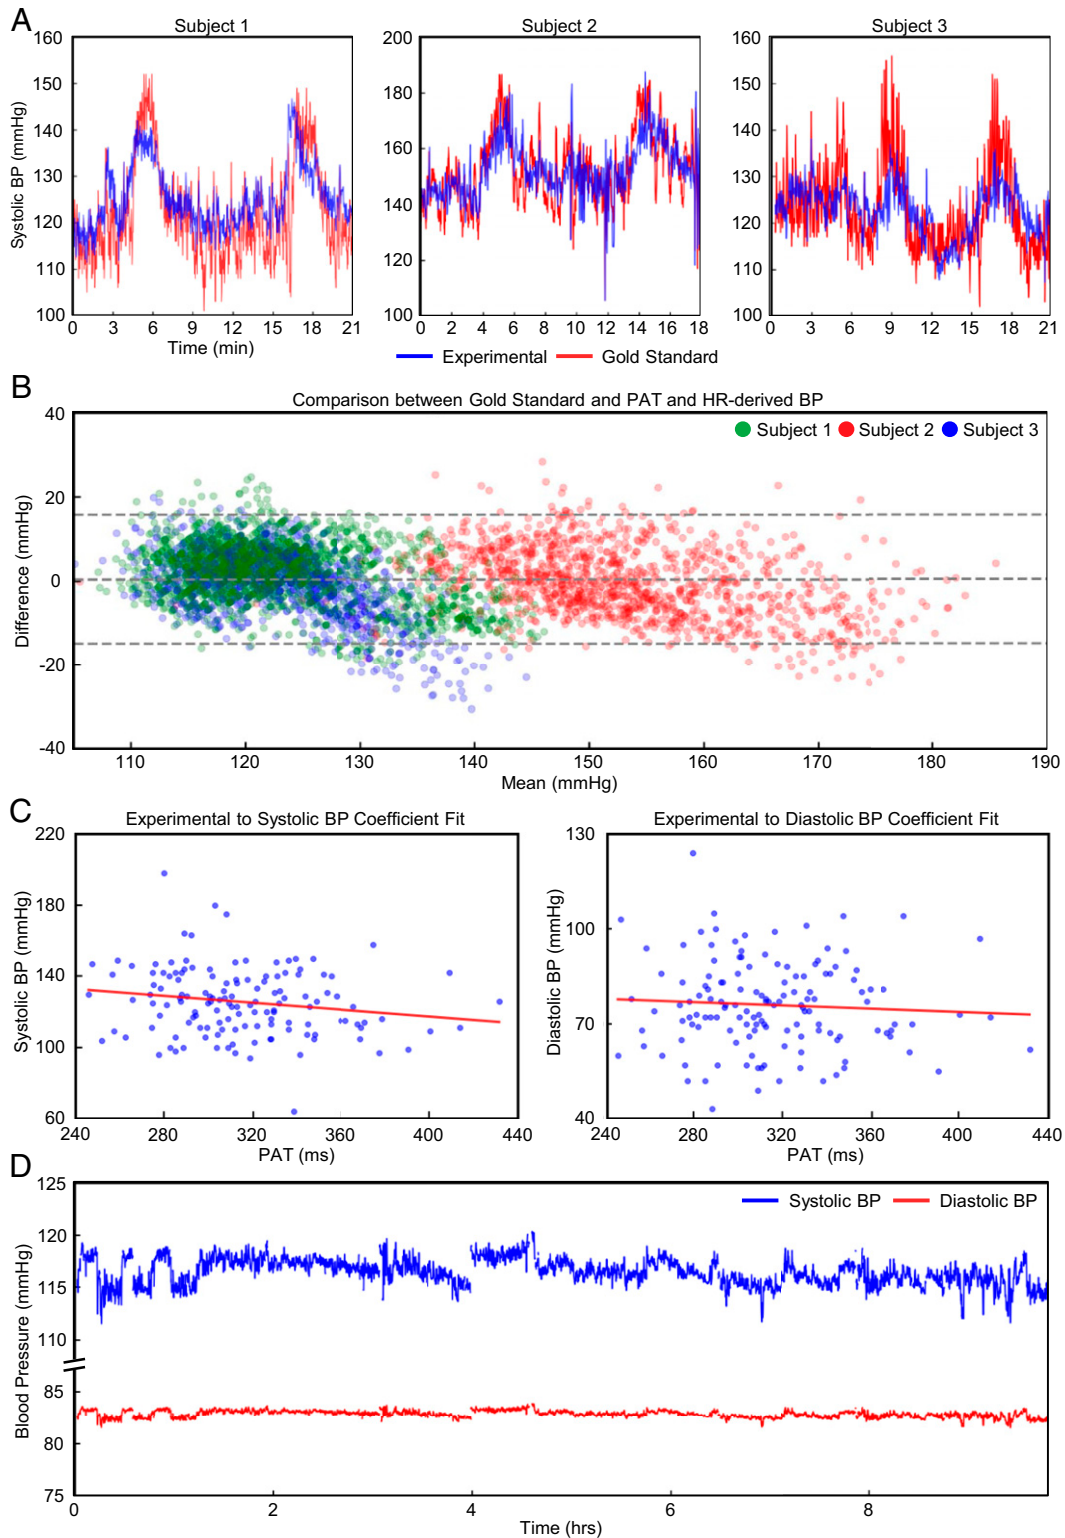 A
Subject 1
Subject 2
Subject 3
Systolic BP (mmHg)
160
150
140
130
120
110
100
0 3 6 9 12 15 18 21
Time (min)
200
180
160
140
120
100
0 2 4 6 8 10 12 14 16 18
160
150
140
130
120
110
100
0 3 6 9 12 15 18 21
Experimental Gold Standard
B
Comparison between Gold Standard and PAT and HR-derived BP
Subject 1 Subject 2 Subject 3
Difference (mmHg)
40
20
0
-20
-40
110 120 130 140 150 160 170 180 190
Mean (mmHg)
C
Experimental to Systolic BP Coefficient Fit
Systolic BP (mmHg)
220
180
140
100
60
240 280 320 360 400 440
PAT (ms)
Experimental to Diastolic BP Coefficient Fit
Diastolic BP (mmHg)
130
100
70
40
240 280 320 360 400 440
PAT (ms)
D
Systolic BP Diastolic BP
Blood Pressure (mmHg)
125
120
115
110
85
80
75
0 2 4 6 8
Time (hrs)